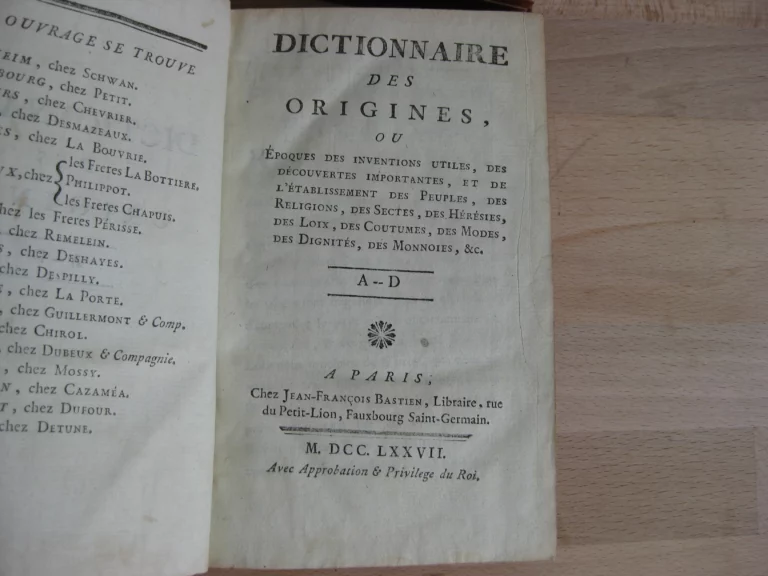 OUVRAGE SE TROUVE
chez SCHWAN.
chez PETIT.
chez CHEVRIER.
chez DESMAZEAUX.
chez LA BOUVRIE.
les Freres LA BOTTIERE,
chez PHILIPPOT.
les Freres CHAPUIS.
chez les Freres PÉRISSE.
chez REMELEIN.
chez DESHAYES.
chez DESPILLY.
chez LA PORTE.
chez GUILLERMONT & Comp.
chez CHIROL.
chez DUBEUX & Compagnie.
chez MOSSY.
chez CAZAMÉA.
chez DUFOUR.
chez DETUNE.
DICTIONNAIRE
DES
ORIGINES,
OU
ÉPOQUES DES INVENTIONS UTILES, DES
DÉCOUVERTES IMPORTANTES, ET DE
L'ÉTABLISSEMENT DES PEUPLES, DES
RELIGIONS, DES SECTES, DES HÉRÉSIES,
DES LOIX, DES COUTUMES, DES MODES,
DES DIGNITÉS, DES MONNOIES, &c.
A--D
A PARIS,
Chez JEAN-FRANÇOIS BASTIEN, Libraire, rue
du Petit-Lion, Fauxbourg Saint-Germain.
M. DCC. LXXVII.
Avec Approbation & Privilege du Roi.